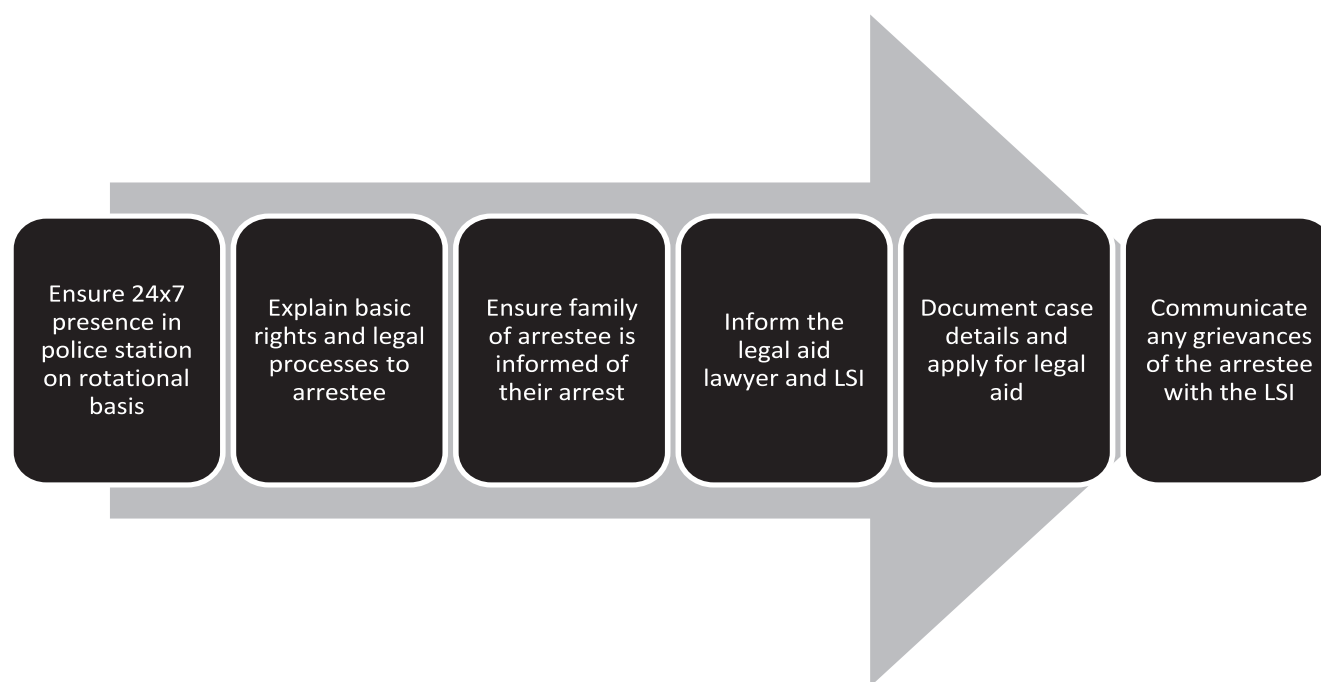 Ensure 24x7
presence in
police station
on rotational
basis
Explain basic
rights and legal
processes to
arrestee
Ensure family
of arrestee is
informed of
their arrest
Inform the
legal aid
lawyer and LSI
Document case
details and
apply for legal
aid
Communicate
any grievances
of the arrestee
with the LSI